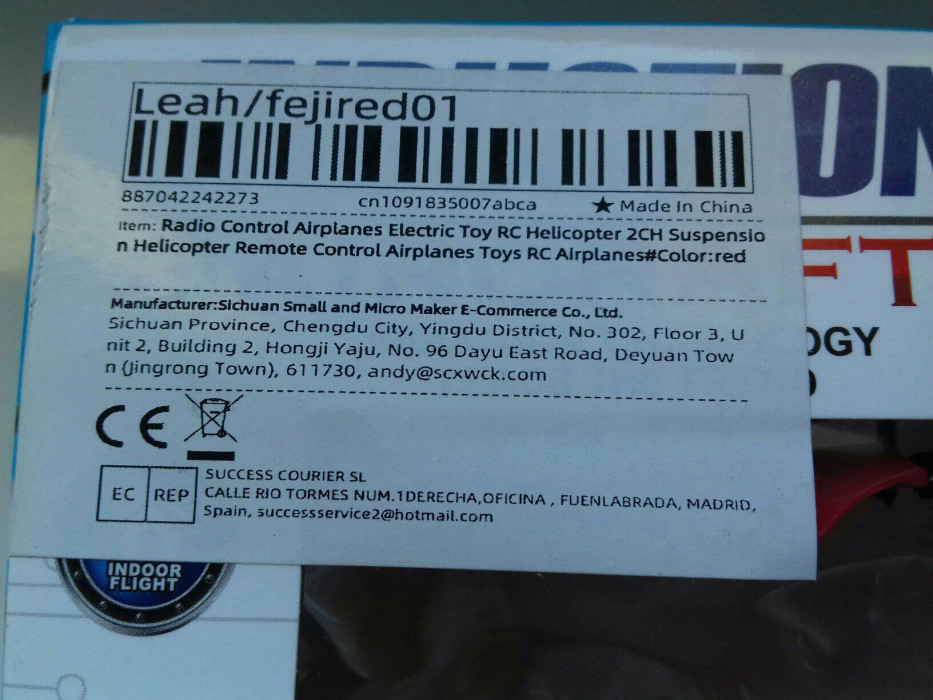 Leah/fejired01
887042242273 cn1091835007abca ★ Made In China
Item: Radio Control Airplanes Electric Toy RC Helicopter 2CH Suspensio
n Helicopter Remote Control Airplanes Toys RC Airplanes#Color:red
Manufacturer:Sichuan Small and Micro Maker E-Commerce Co., Ltd.
Sichuan Province, Chengdu City, Yingdu District, No. 302, Floor 3, U
nit 2, Building 2, Hongji Yaju, No. 96 Dayu East Road, Deyuan Tow
n (Jingrong Town), 611730, andy@scxwck.com
CE
EC REP
SUCCESS COURIER SL
CALLE RIO TORMES NUM.1DERECHA,OFICINA , FUENLABRADA, MADRID,
Spain, successservice2@hotmail.com
INDOOR
FLIGHT